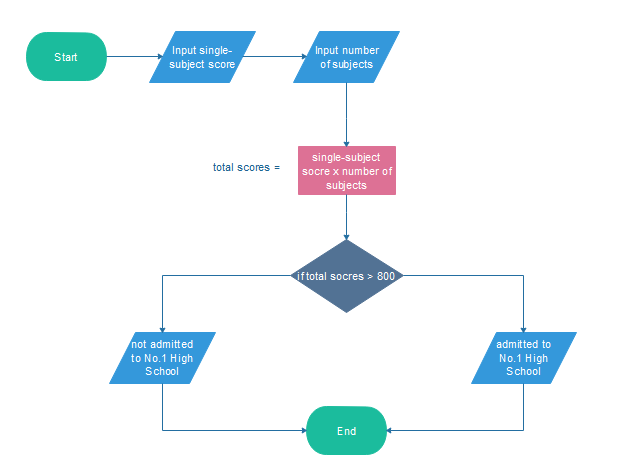 Start
Input single-
subject score
Input number
of subjects
total scores =
single-subject
socre x number of
subjects
if total socres > 800
not admitted
to No.1 High
School
admitted to
No.1 High
School
End